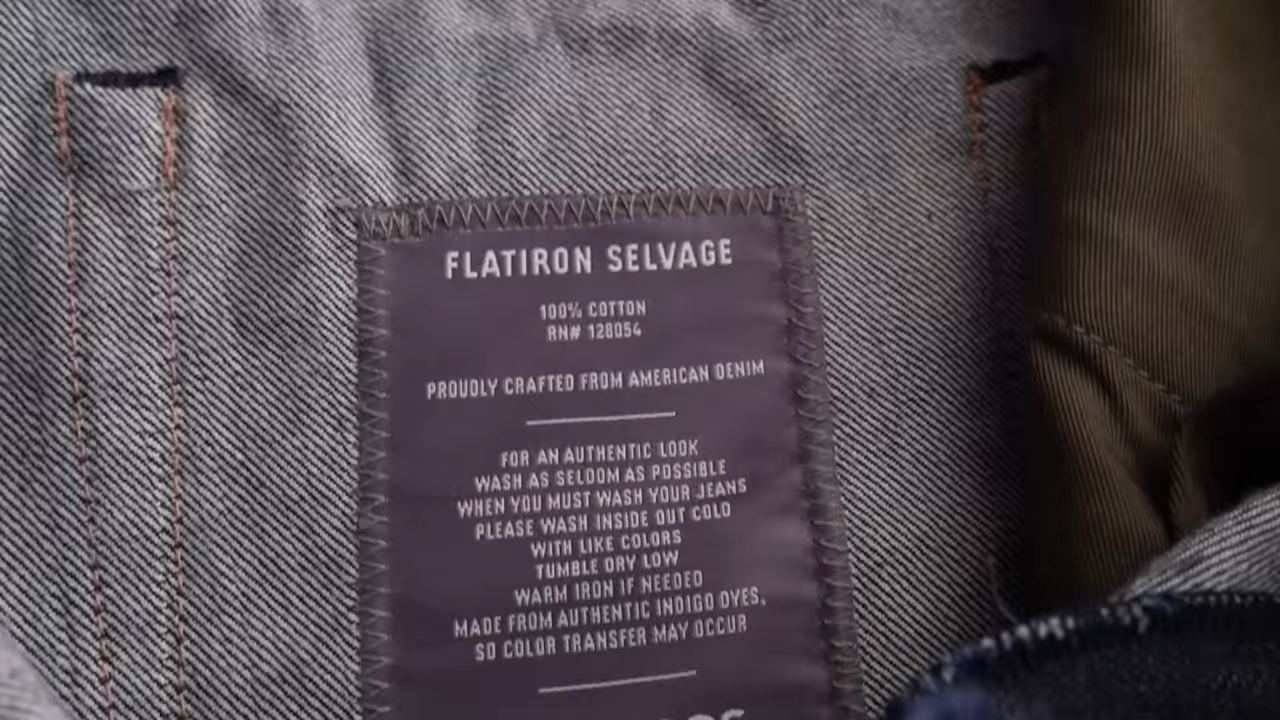 FLATIRON SELVAGE
100% COTTON
RN# 128054
PROUDLY CRAFTED FROM AMERICAN DENIM
FOR AN AUTHENTIC LOOK
WASH AS SELDOM AS POSSIBLE
WHEN YOU MUST WASH YOUR JEANS
PLEASE WASH INSIDE OUT COLD
WITH LIKE COLORS
TUMBLE DRY LOW
WARM IRON IF NEEDED
MADE FROM AUTHENTIC INDIGO DYES,
SO COLOR TRANSFER MAY OCCUR